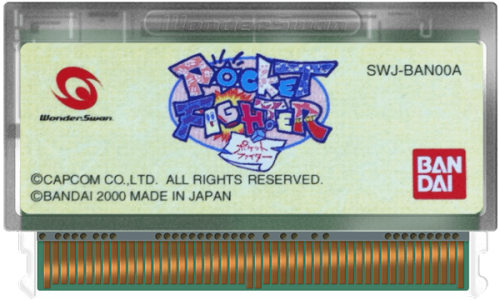 WonderSwan
SWJ-BAN00A
POCKET
FIGHTER
ポケット
ファイター
WonderSwan
©CAPCOM CO.,LTD. ALL RIGHTS RESERVED.
©BANDAI 2000 MADE IN JAPAN
BAN
DAI